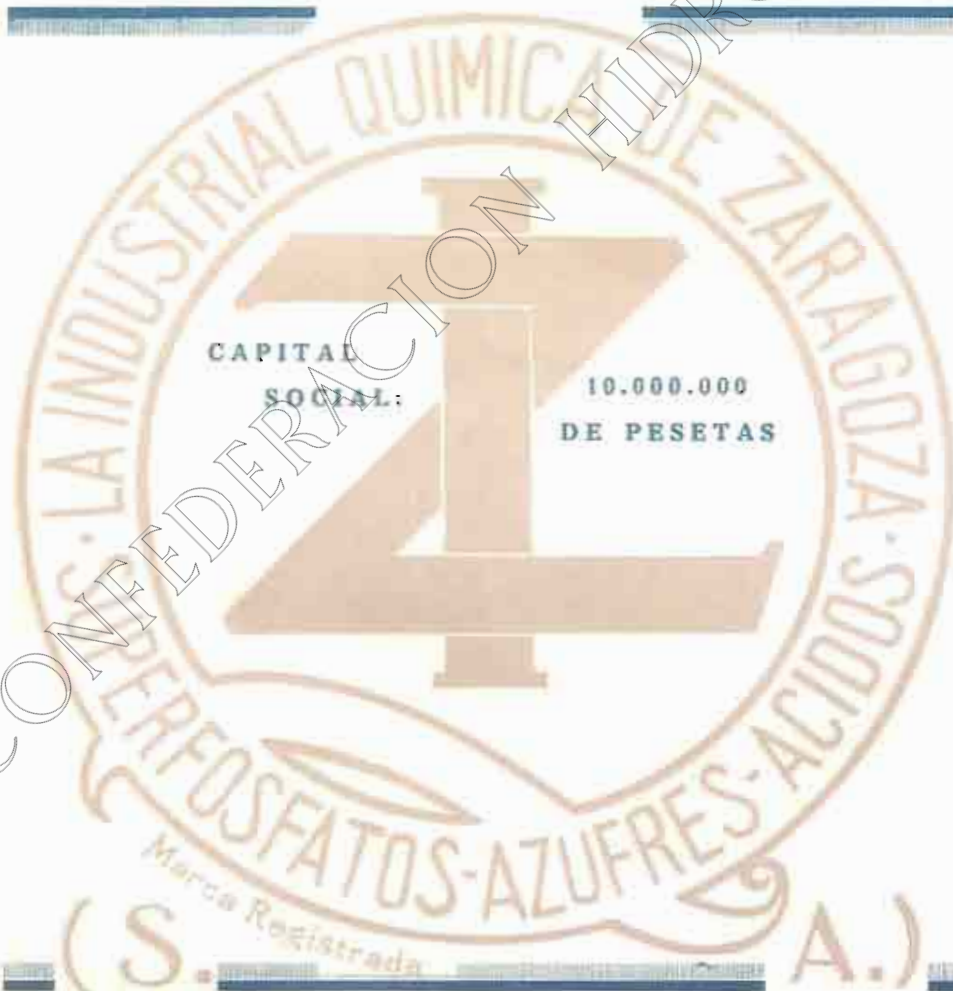 LA INDUSTRIAL QUIMICA DE ZARAGOZA · SUPERFOSFATOS-AZUFRES-ACIDOS ·
CAPITAL
SOCIAL:
10.000.000
DE PESETAS
Marca Registrada
(S. A.)
CONFEDERACION HIDRO